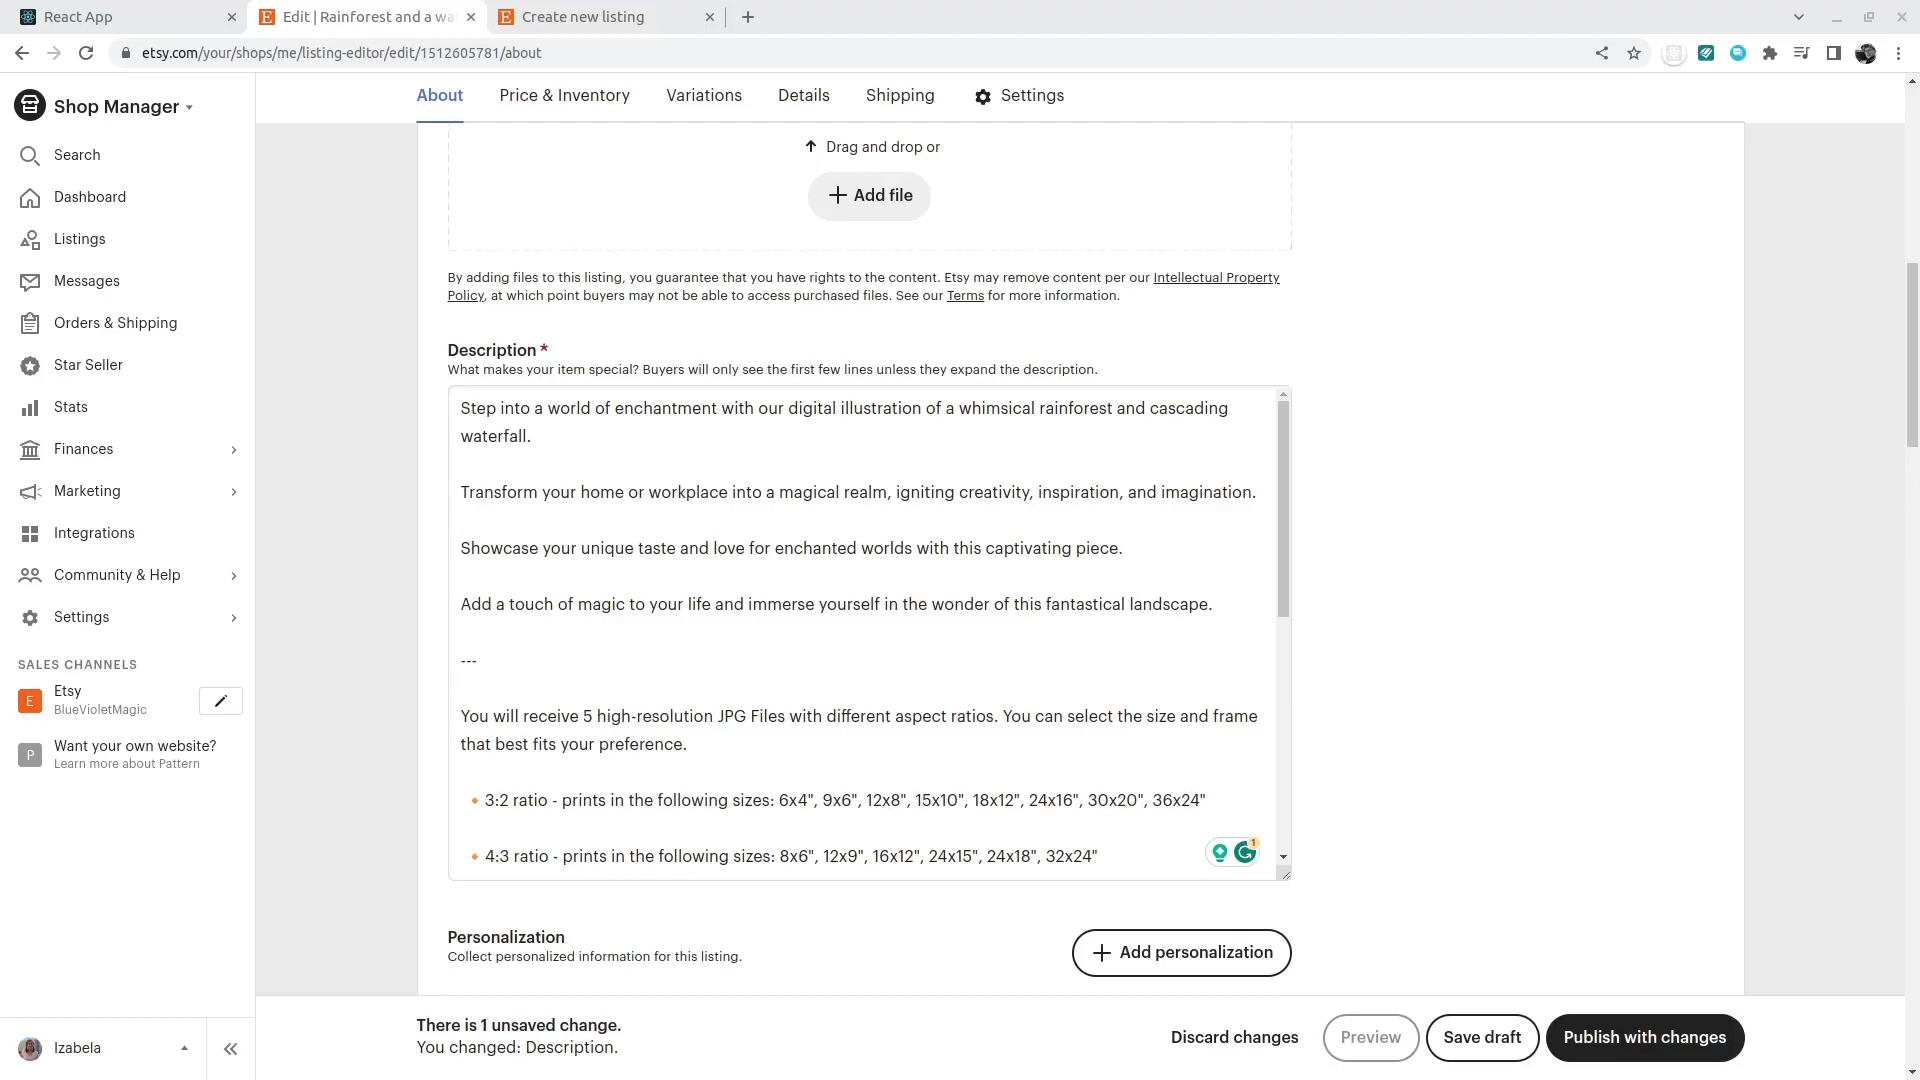 React App
Edit | Rainforest and a wa
Create new listing
etsy.com/your/shops/me/listing-editor/edit/1512605781/about
Shop Manager
Search
Dashboard
Listings
Messages
Orders & Shipping
Star Seller
Stats
Finances
Marketing
Integrations
Community & Help
Settings
SALES CHANNELS
E
Etsy
BlueVioletMagic
P
Want your own website?
Learn more about Pattern
Izabela
About
Price & Inventory
Variations
Details
Shipping
Settings
Drag and drop or
Add file
By adding files to this listing, you guarantee that you have rights to the content. Etsy may remove content per our Intellectual Property
Policy, at which point buyers may not be able to access purchased files. See our Terms for more information.
Description *
What makes your item special? Buyers will only see the first few lines unless they expand the description.
Step into a world of enchantment with our digital illustration of a whimsical rainforest and cascading
waterfall.
Transform your home or workplace into a magical realm, igniting creativity, inspiration, and imagination.
Showcase your unique taste and love for enchanted worlds with this captivating piece.
Add a touch of magic to your life and immerse yourself in the wonder of this fantastical landscape.
---
You will receive 5 high-resolution JPG Files with different aspect ratios. You can select the size and frame
that best fits your preference.
🔸3:2 ratio - prints in the following sizes: 6x4", 9x6", 12x8", 15x10", 18x12", 24x16", 30x20", 36x24"
🔸4:3 ratio - prints in the following sizes: 8x6", 12x9", 16x12", 24x15", 24x18", 32x24"
1
Personalization
Collect personalized information for this listing.
Add personalization
There is 1 unsaved change.
You changed: Description.
Discard changes
Preview
Save draft
Publish with changes